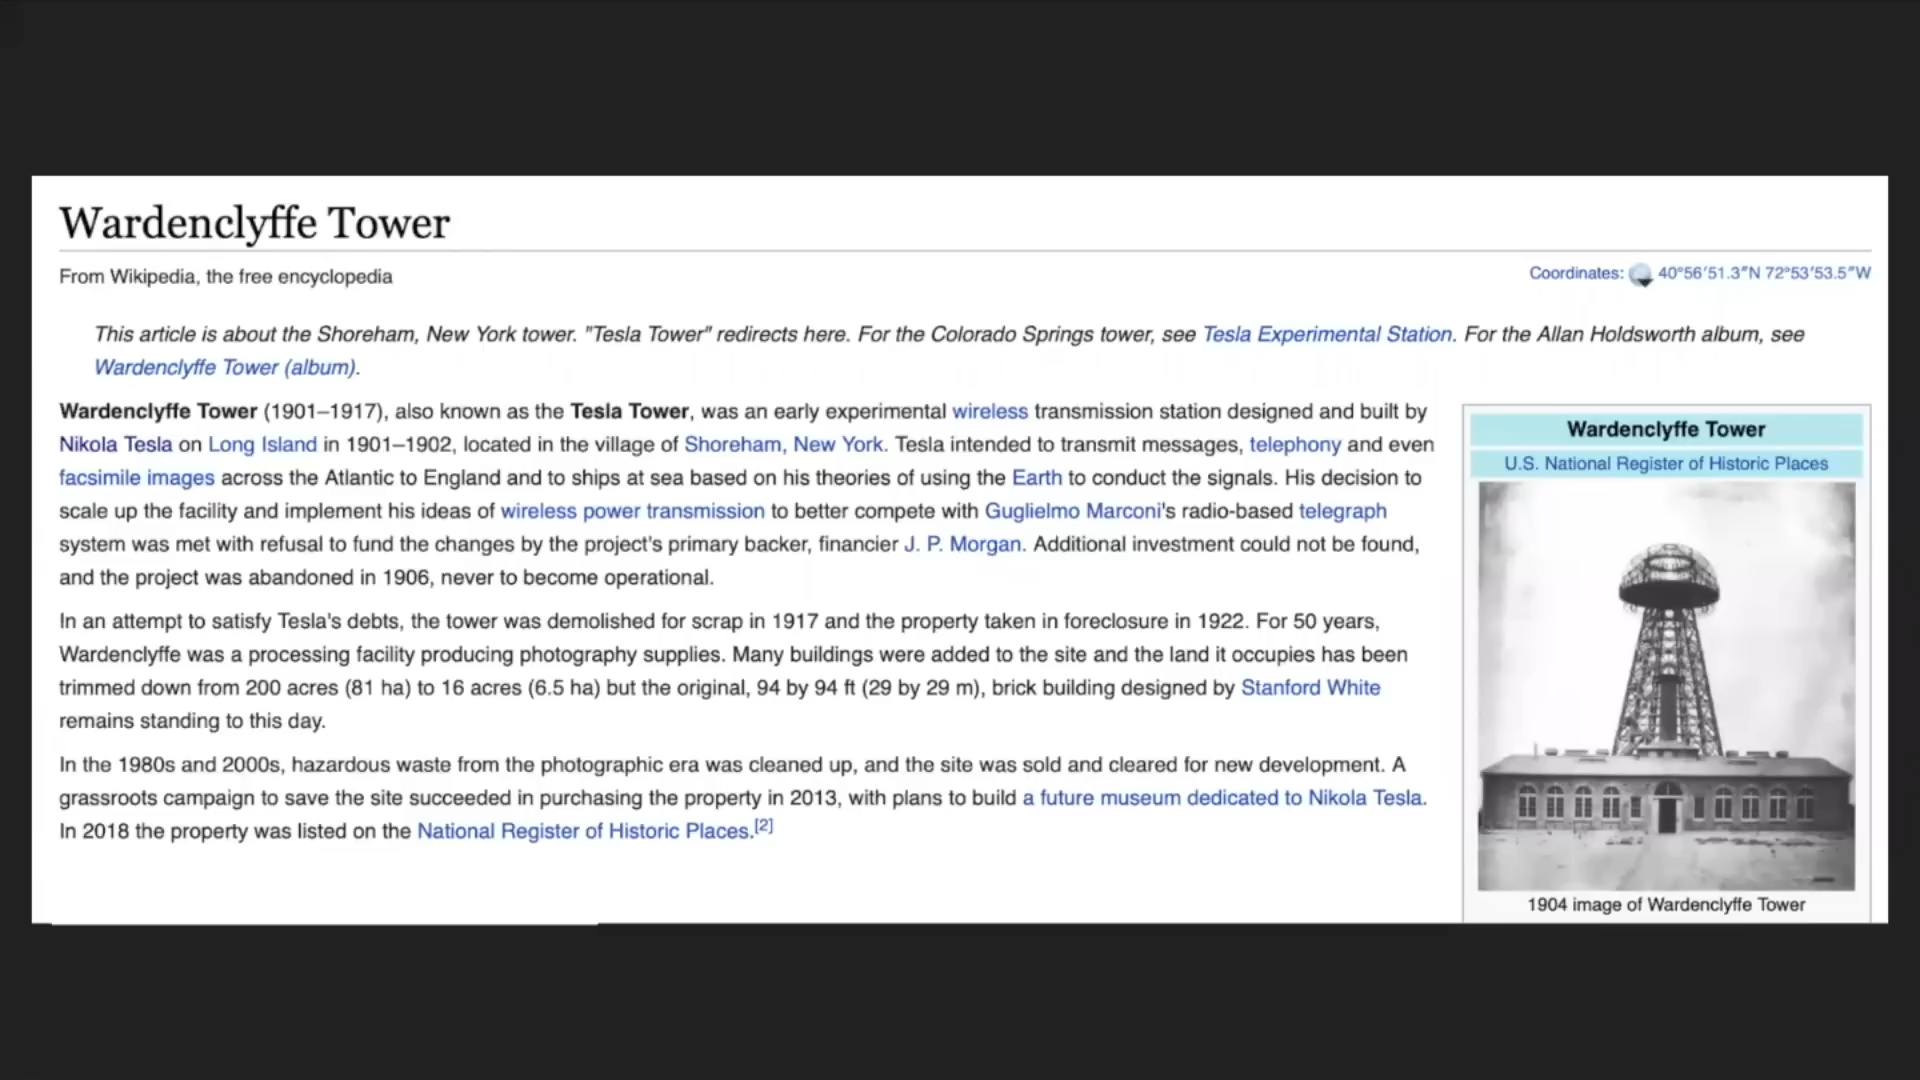 Wardenclyffe Tower
From Wikipedia, the free encyclopedia
Coordinates: 40°56′51.3″N 72°53′53.5″W
This article is about the Shoreham, New York tower. "Tesla Tower" redirects here. For the Colorado Springs tower, see Tesla Experimental Station. For the Allan Holdsworth album, see
Wardenclyffe Tower (album).
Wardenclyffe Tower (1901–1917), also known as the Tesla Tower, was an early experimental wireless transmission station designed and built by
Nikola Tesla on Long Island in 1901–1902, located in the village of Shoreham, New York. Tesla intended to transmit messages, telephony and even
facsimile images across the Atlantic to England and to ships at sea based on his theories of using the Earth to conduct the signals. His decision to
scale up the facility and implement his ideas of wireless power transmission to better compete with Guglielmo Marconi's radio-based telegraph
system was met with refusal to fund the changes by the project's primary backer, financier J. P. Morgan. Additional investment could not be found,
and the project was abandoned in 1906, never to become operational.
In an attempt to satisfy Tesla's debts, the tower was demolished for scrap in 1917 and the property taken in foreclosure in 1922. For 50 years,
Wardenclyffe was a processing facility producing photography supplies. Many buildings were added to the site and the land it occupies has been
trimmed down from 200 acres (81 ha) to 16 acres (6.5 ha) but the original, 94 by 94 ft (29 by 29 m), brick building designed by Stanford White
remains standing to this day.
In the 1980s and 2000s, hazardous waste from the photographic era was cleaned up, and the site was sold and cleared for new development. A
grassroots campaign to save the site succeeded in purchasing the property in 2013, with plans to build a future museum dedicated to Nikola Tesla.
In 2018 the property was listed on the National Register of Historic Places.[2]
Wardenclyffe Tower
U.S. National Register of Historic Places
1904 image of Wardenclyffe Tower